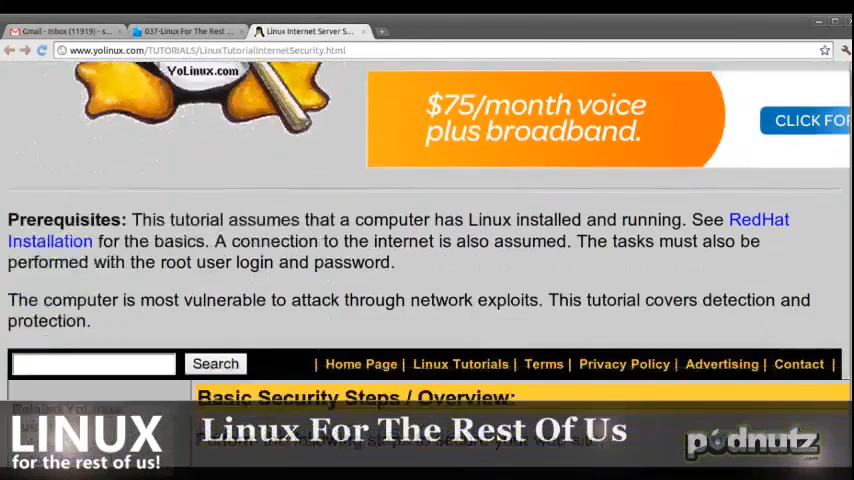 Gmail - Inbox (11919) - s...
037-Linux For The Rest ...
Linux Internet Server S...
www.yolinux.com/TUTORIALS/LinuxTutorialInternetSecurity.html
YoLinux.com
$75/month voice
plus broadband.
CLICK FOR
Prerequisites: This tutorial assumes that a computer has Linux installed and running. See RedHat
Installation for the basics. A connection to the internet is also assumed. The tasks must also be
performed with the root user login and password.
The computer is most vulnerable to attack through network exploits. This tutorial covers detection and
protection.
Search
| Home Page | Linux Tutorials | Terms | Privacy Policy | Advertising | Contact |
Basic Security Steps / Overview:
LINUX
for the rest of us!
Linux For The Rest Of Us
podnutz
.com